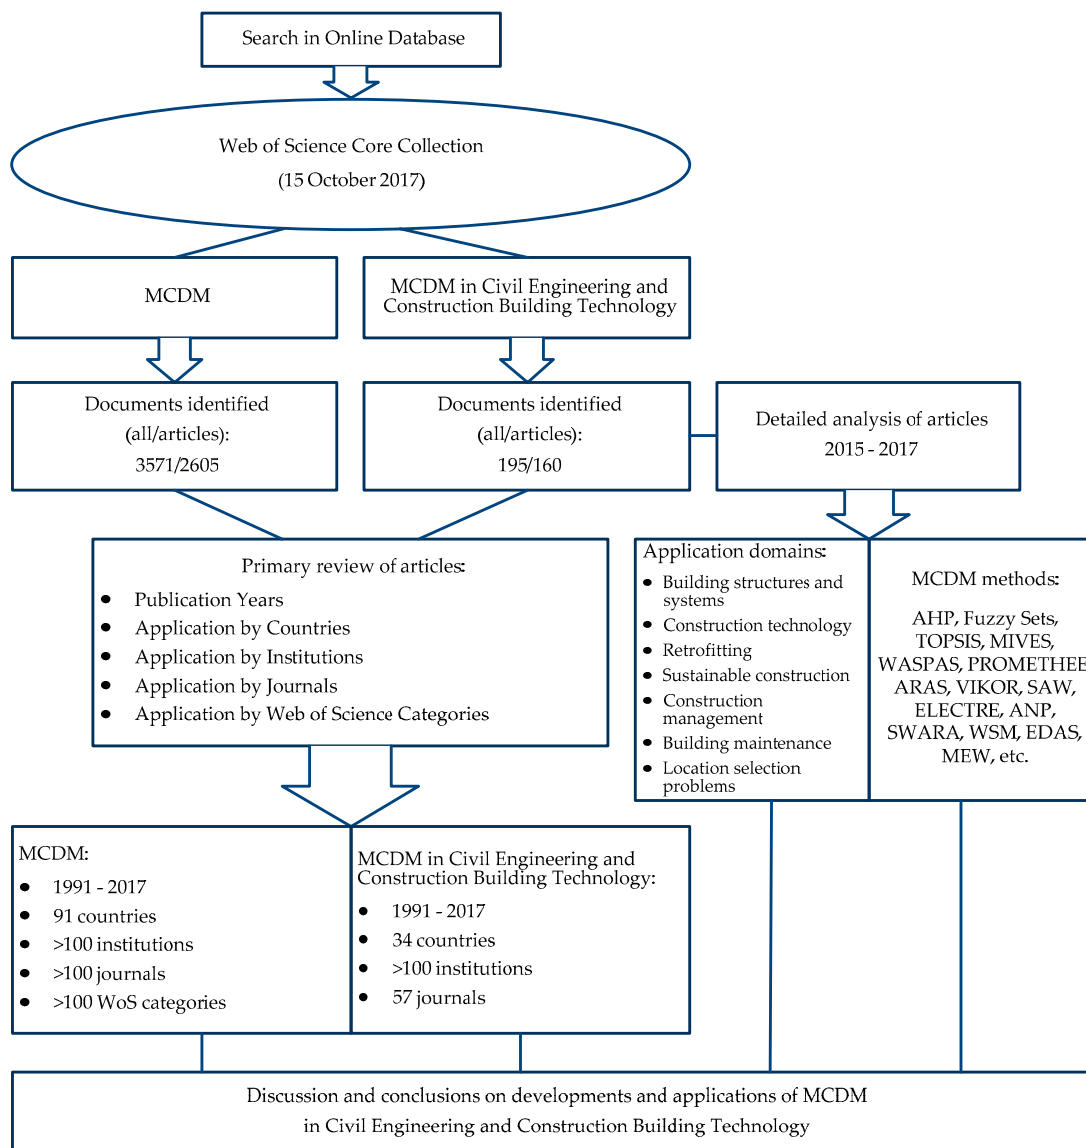 Search in Online Database
Web of Science Core Collection
(15 October 2017)
MCDM
MCDM in Civil Engineering and
Construction Building Technology
Documents identified
(all/articles):
3571/2605
Documents identified
(all/articles):
195/160
Detailed analysis of articles
2015 - 2017
Primary review of articles:
• Publication Years
• Application by Countries
• Application by Institutions
• Application by Journals
• Application by Web of Science Categories
Application domains:
• Building structures and
systems
• Construction technology
• Retrofitting
• Sustainable construction
• Construction
management
• Building maintenance
• Location selection
problems
MCDM methods:
AHP, Fuzzy Sets,
TOPSIS, MIVES,
WASPAS, PROMETHEE,
ARAS, VIKOR, SAW,
ELECTRE, ANP,
SWARA, WSM, EDAS,
MEW, etc.
MCDM:
• 1991 - 2017
• 91 countries
• >100 institutions
• >100 journals
• >100 WoS categories
MCDM in Civil Engineering and
Construction Building Technology:
• 1991 - 2017
• 34 countries
• >100 institutions
• 57 journals
Discussion and conclusions on developments and applications of MCDM
in Civil Engineering and Construction Building Technology